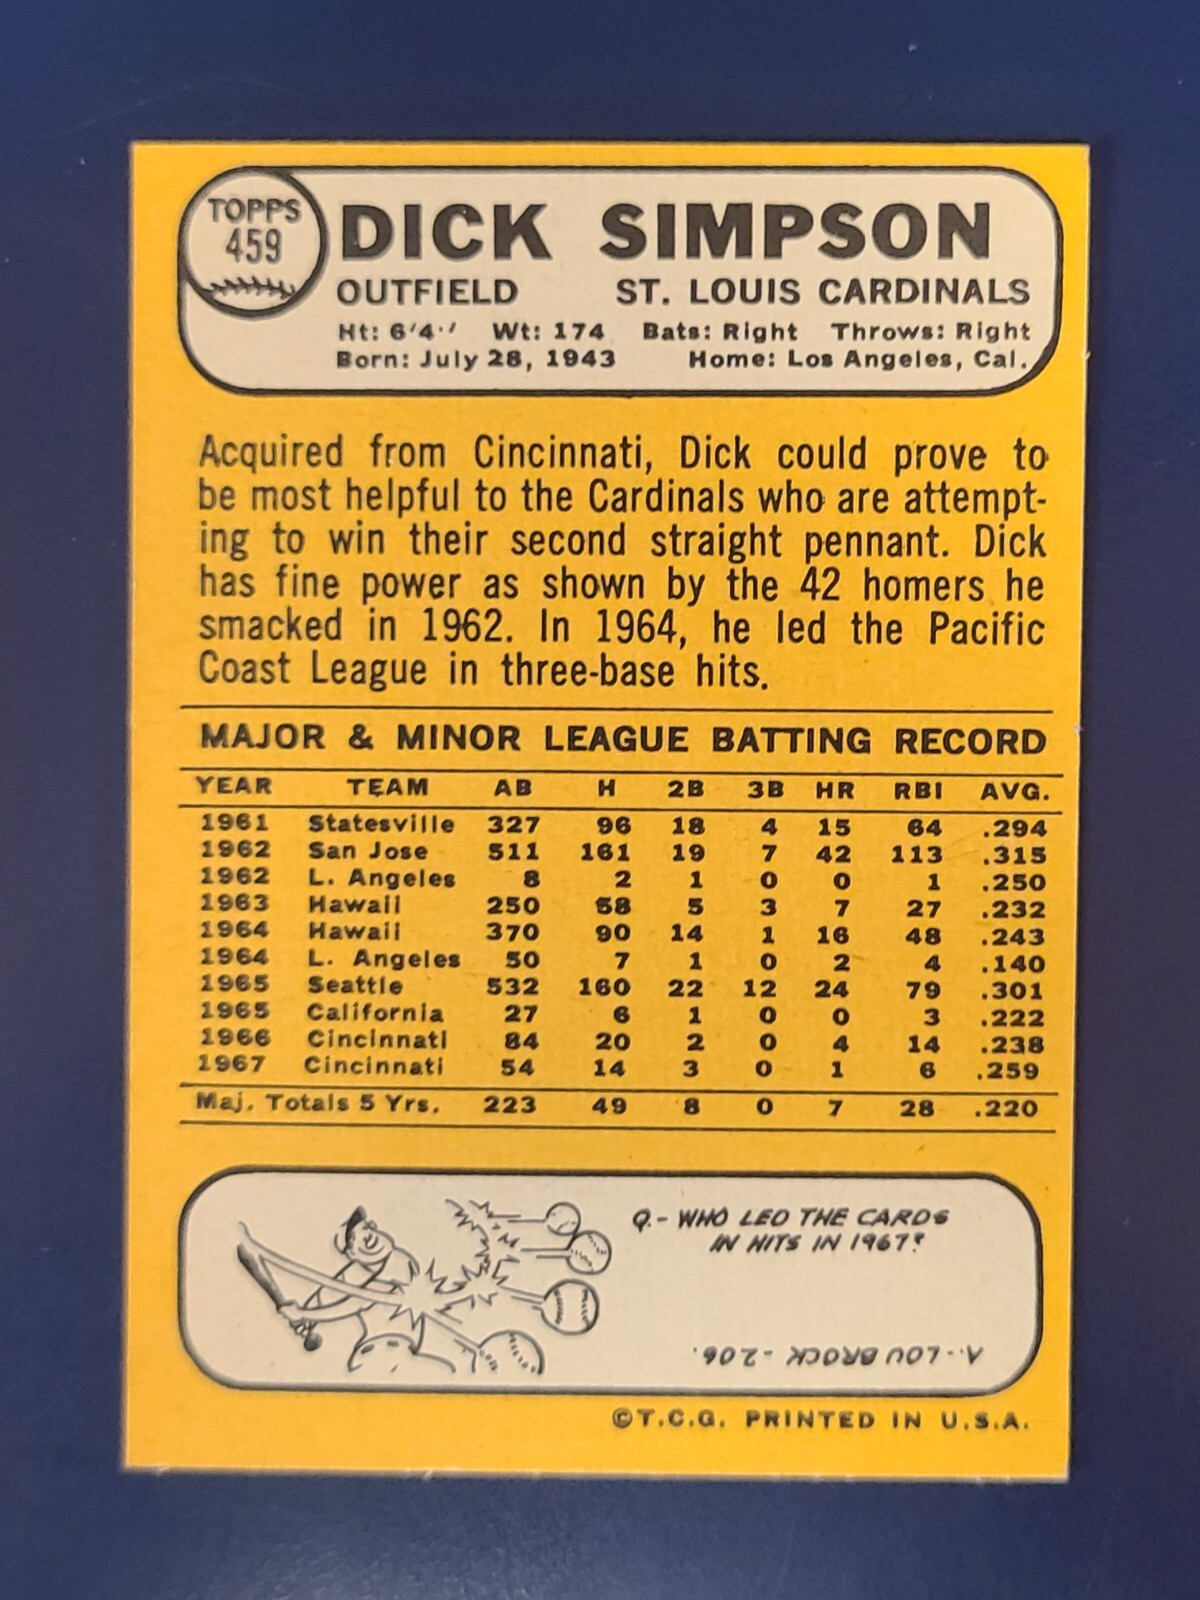 TOPPS
459
DICK SIMPSON
OUTFIELD ST. LOUIS CARDINALS
Ht: 6'4" Wt: 174 Bats: Right Throws: Right
Born: July 28, 1943 Home: Los Angeles, Cal.
Acquired from Cincinnati, Dick could prove to
be most helpful to the Cardinals who are attempt-
ing to win their second straight pennant. Dick
has fine power as shown by the 42 homers he
smacked in 1962. In 1964, he led the Pacific
Coast League in three-base hits.
MAJOR & MINOR LEAGUE BATTING RECORD
YEAR TEAM AB H 2B 3B HR RBI AVG.
1961 Statesville 327 96 18 4 15 64 .294
1962 San Jose 511 161 19 7 42 113 .315
1962 L. Angeles 8 2 1 0 0 1 .250
1963 Hawaii 250 58 5 3 7 27 .232
1964 Hawaii 370 90 14 1 16 48 .243
1964 L. Angeles 50 7 1 0 2 4 .140
1965 Seattle 532 160 22 12 24 79 .301
1965 California 27 6 1 0 0 3 .222
1966 Cincinnati 84 20 2 0 4 14 .238
1967 Cincinnati 54 14 3 0 1 6 .259
Maj. Totals 5 Yrs. 223 49 8 0 7 28 .220
Q.- WHO LED THE CARDS
IN HITS IN 1967?
A.- LOU BROCK - 206.
©T.C.G. PRINTED IN U.S.A.